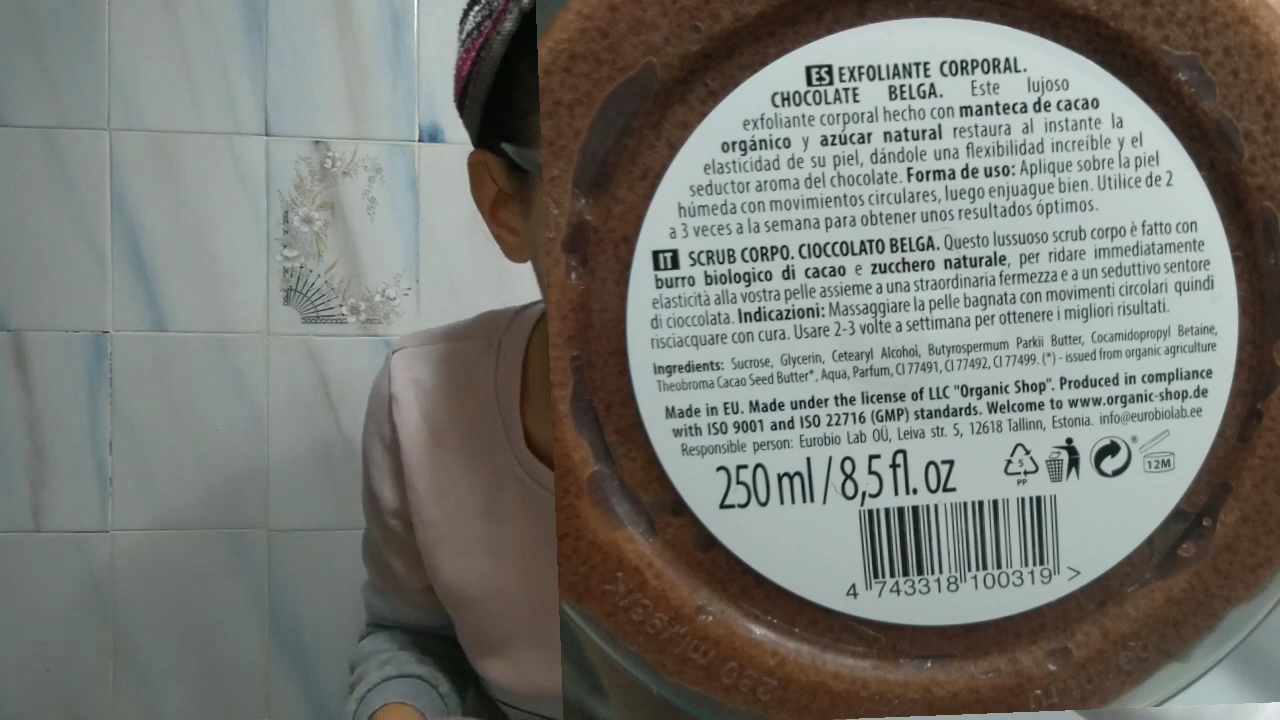 ES EXFOLIANTE CORPORAL.
CHOCOLATE BELGA. Este lujoso
exfoliante corporal hecho con manteca de cacao
orgánico y azúcar natural restaura al instante la
elasticidad de su piel, dándole una flexibilidad increíble y el
seductor aroma del chocolate. Forma de uso: Aplique sobre la piel
húmeda con movimientos circulares, luego enjuague bien. Utilice de 2
a 3 veces a la semana para obtener unos resultados óptimos.
IT SCRUB CORPO. CIOCCOLATO BELGA. Questo lussuoso scrub corpo è fatto con
burro biologico di cacao e zucchero naturale, per ridare immediatamente
elasticità alla vostra pelle assieme a una straordinaria fermezza e a un seduttivo sentore
di cioccolata. Indicazioni: Massaggiare la pelle bagnata con movimenti circolari quindi
risciacquare con cura. Usare 2-3 volte a settimana per ottenere i migliori risultati.
Ingredients: Sucrose, Glycerin, Cetearyl Alcohol, Butyrospermum Parkii Butter, Cocamidopropyl Betaine,
Theobroma Cacao Seed Butter*, Aqua, Parfum, CI 77491, CI 77492, CI 77499. (*) - issued from organic agriculture
Made in EU. Made under the license of LLC "Organic Shop". Produced in compliance
with ISO 9001 and ISO 22716 (GMP) standards. Welcome to www.organic-shop.de
Responsible person: Eurobio Lab OÜ, Leiva str. 5, 12618 Tallinn, Estonia. info@eurobiolab.ee
250 ml / 8,5 fl. oz
5
PP
®
12M
4 743318 100319 >